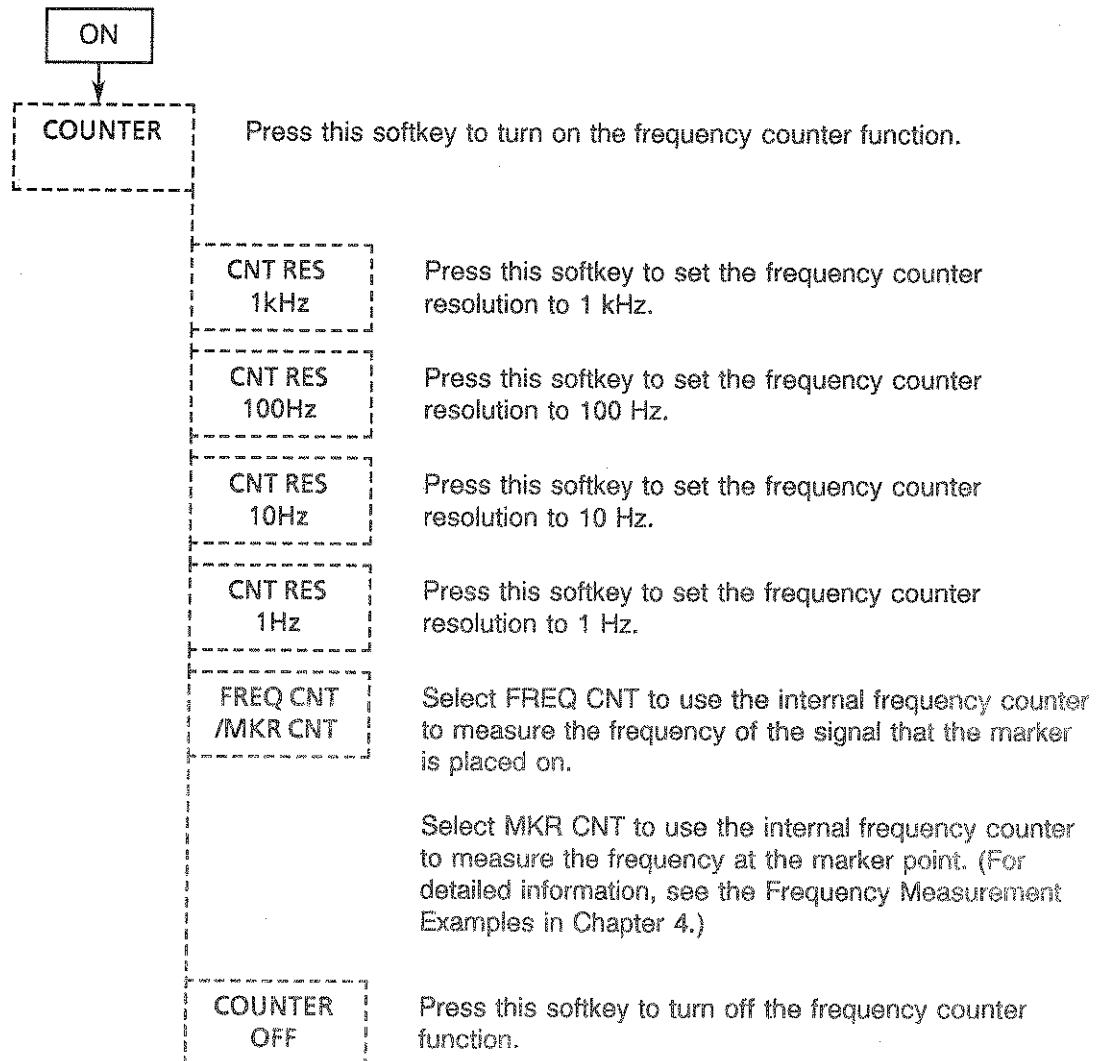 ON
COUNTER
Press this softkey to turn on the frequency counter function.
CNT RES
1kHz
Press this softkey to set the frequency counter
resolution to 1 kHz.
CNT RES
100Hz
Press this softkey to set the frequency counter
resolution to 100 Hz.
CNT RES
10Hz
Press this softkey to set the frequency counter
resolution to 10 Hz.
CNT RES
1Hz
Press this softkey to set the frequency counter
resolution to 1 Hz.
FREQ CNT
/MKR CNT
Select FREQ CNT to use the internal frequency counter
to measure the frequency of the signal that the marker
is placed on.
Select MKR CNT to use the internal frequency counter
to measure the frequency at the marker point. (For
detailed information, see the Frequency Measurement
Examples in Chapter 4.)
COUNTER
OFF
Press this softkey to turn off the frequency counter
function.